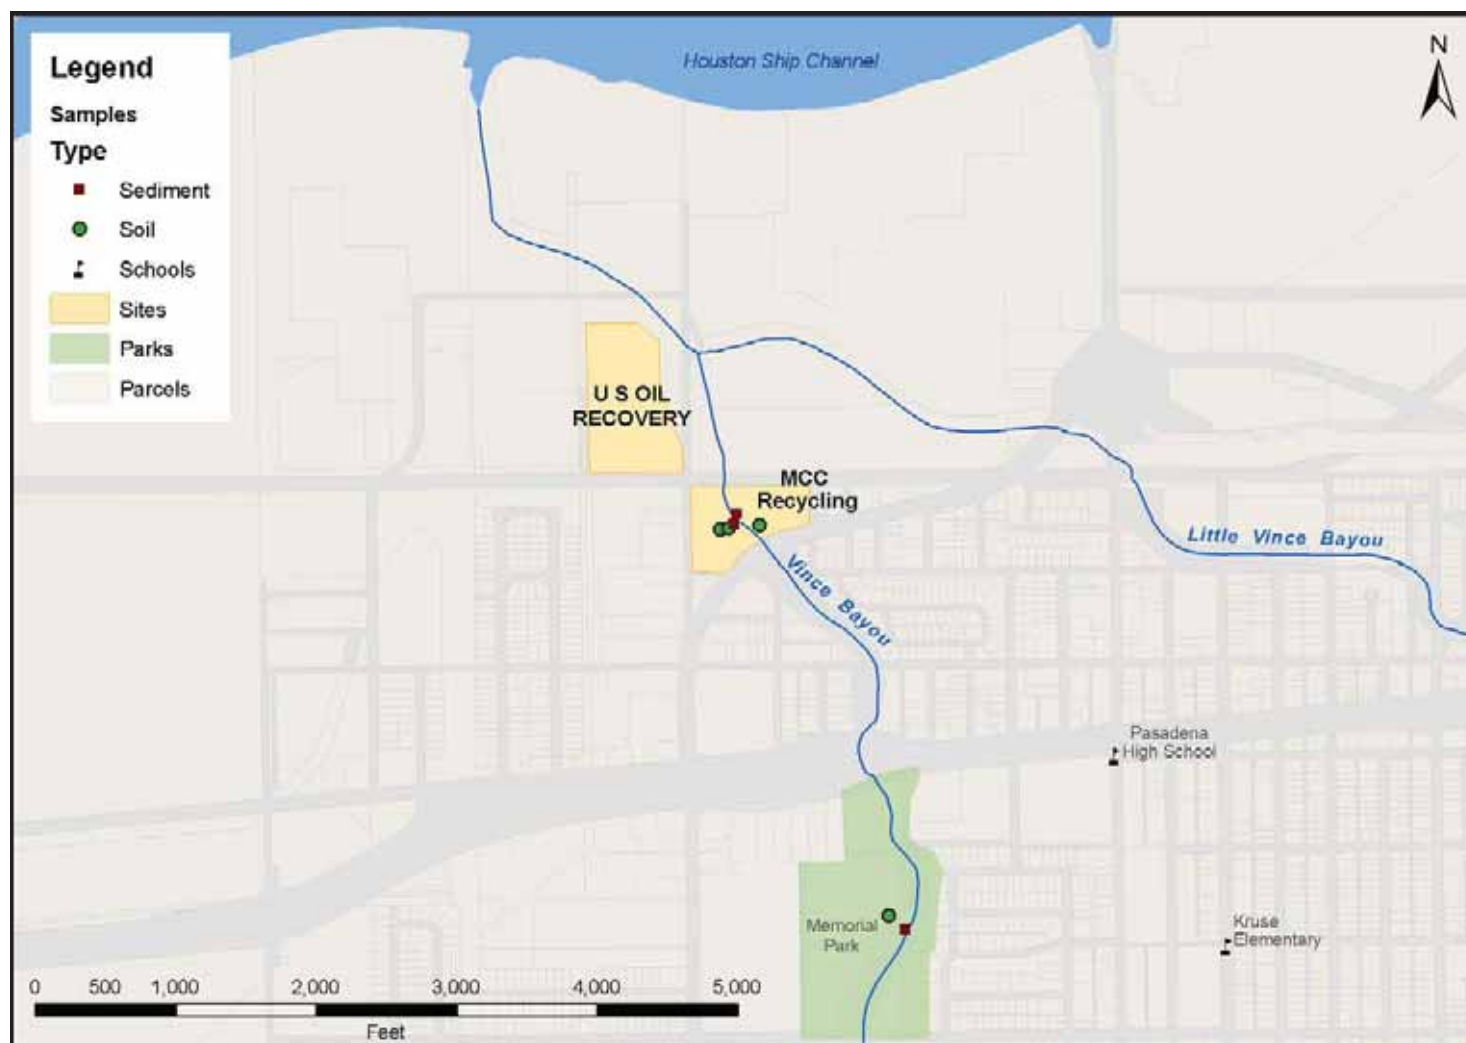 Legend
Samples
Type
Sediment
Soil
Schools
Sites
Parks
Parcels
Houston Ship Channel
N
U S OIL
RECOVERY
MCC
Recycling
Little Vince Bayou
Vince Bayou
Pasadena
High School
Memorial
Park
Kruse
Elementary
0 500 1,000 2,000 3,000 4,000 5,000
Feet